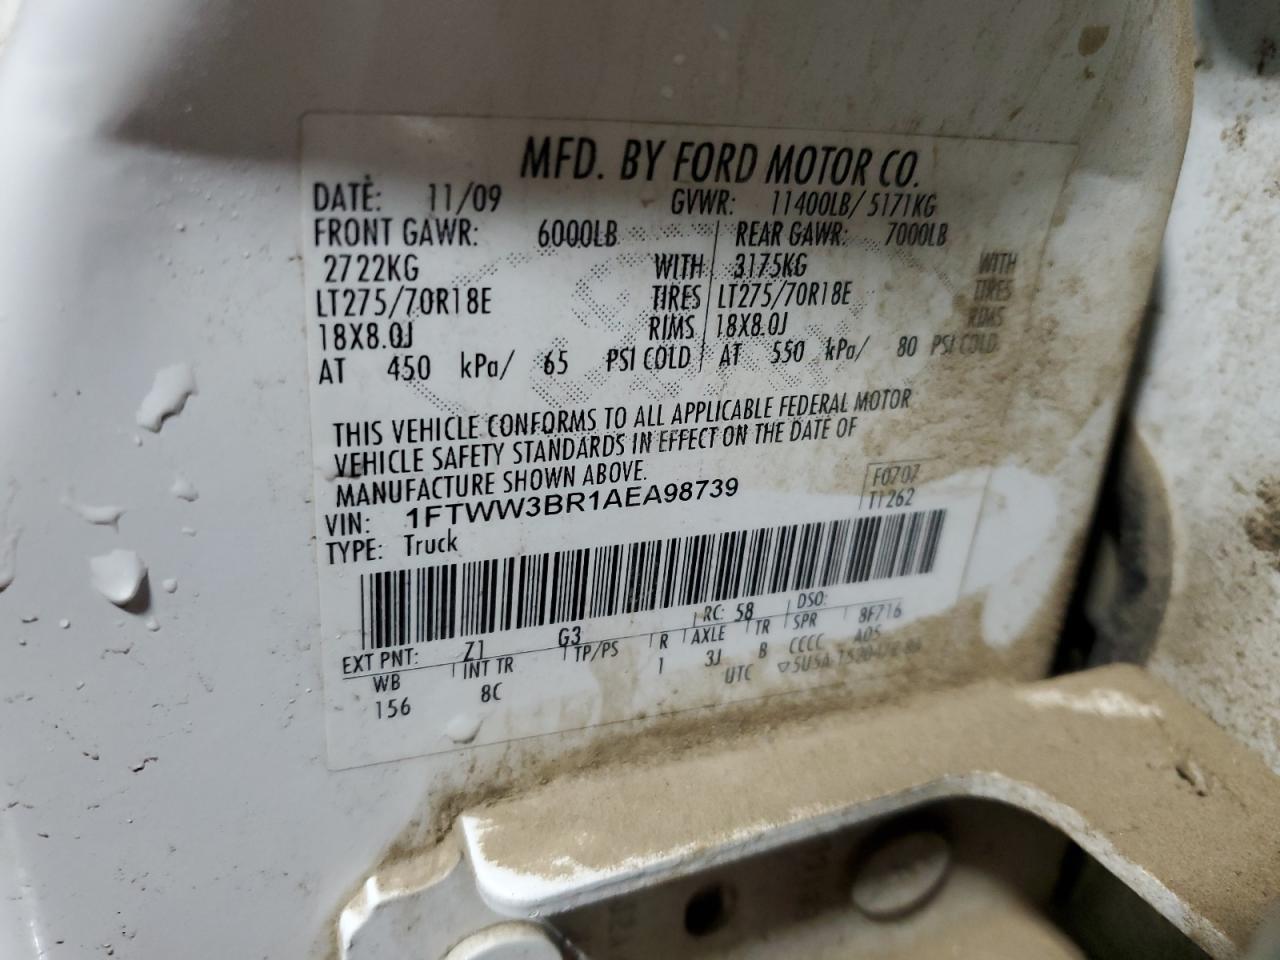 MFD. BY FORD MOTOR CO.
DATE: 11/09 GVWR: 11400LB/ 5171KG
FRONT GAWR: 6000LB REAR GAWR: 7000LB
2722KG WITH 3175KG WITH
LT275/70R18E TIRES LT275/70R18E TIRES
18X8.0J RIMS 18X8.0J RIMS
AT 450 kPa/ 65 PSI COLD AT 550 kPa/ 80 PSI COLD
THIS VEHICLE CONFORMS TO ALL APPLICABLE FEDERAL MOTOR
VEHICLE SAFETY STANDARDS IN EFFECT ON THE DATE OF
MANUFACTURE SHOWN ABOVE.
F0707
VIN: 1FTWW3BR1AEA98739
T1262
TYPE: Truck
EXT PNT: Z1 G3 RC: 58 DSO:
WB INT TR TP/PS R AXLE TR SPR 8F716
156 8C 1 3J B CCCC A05
UTC